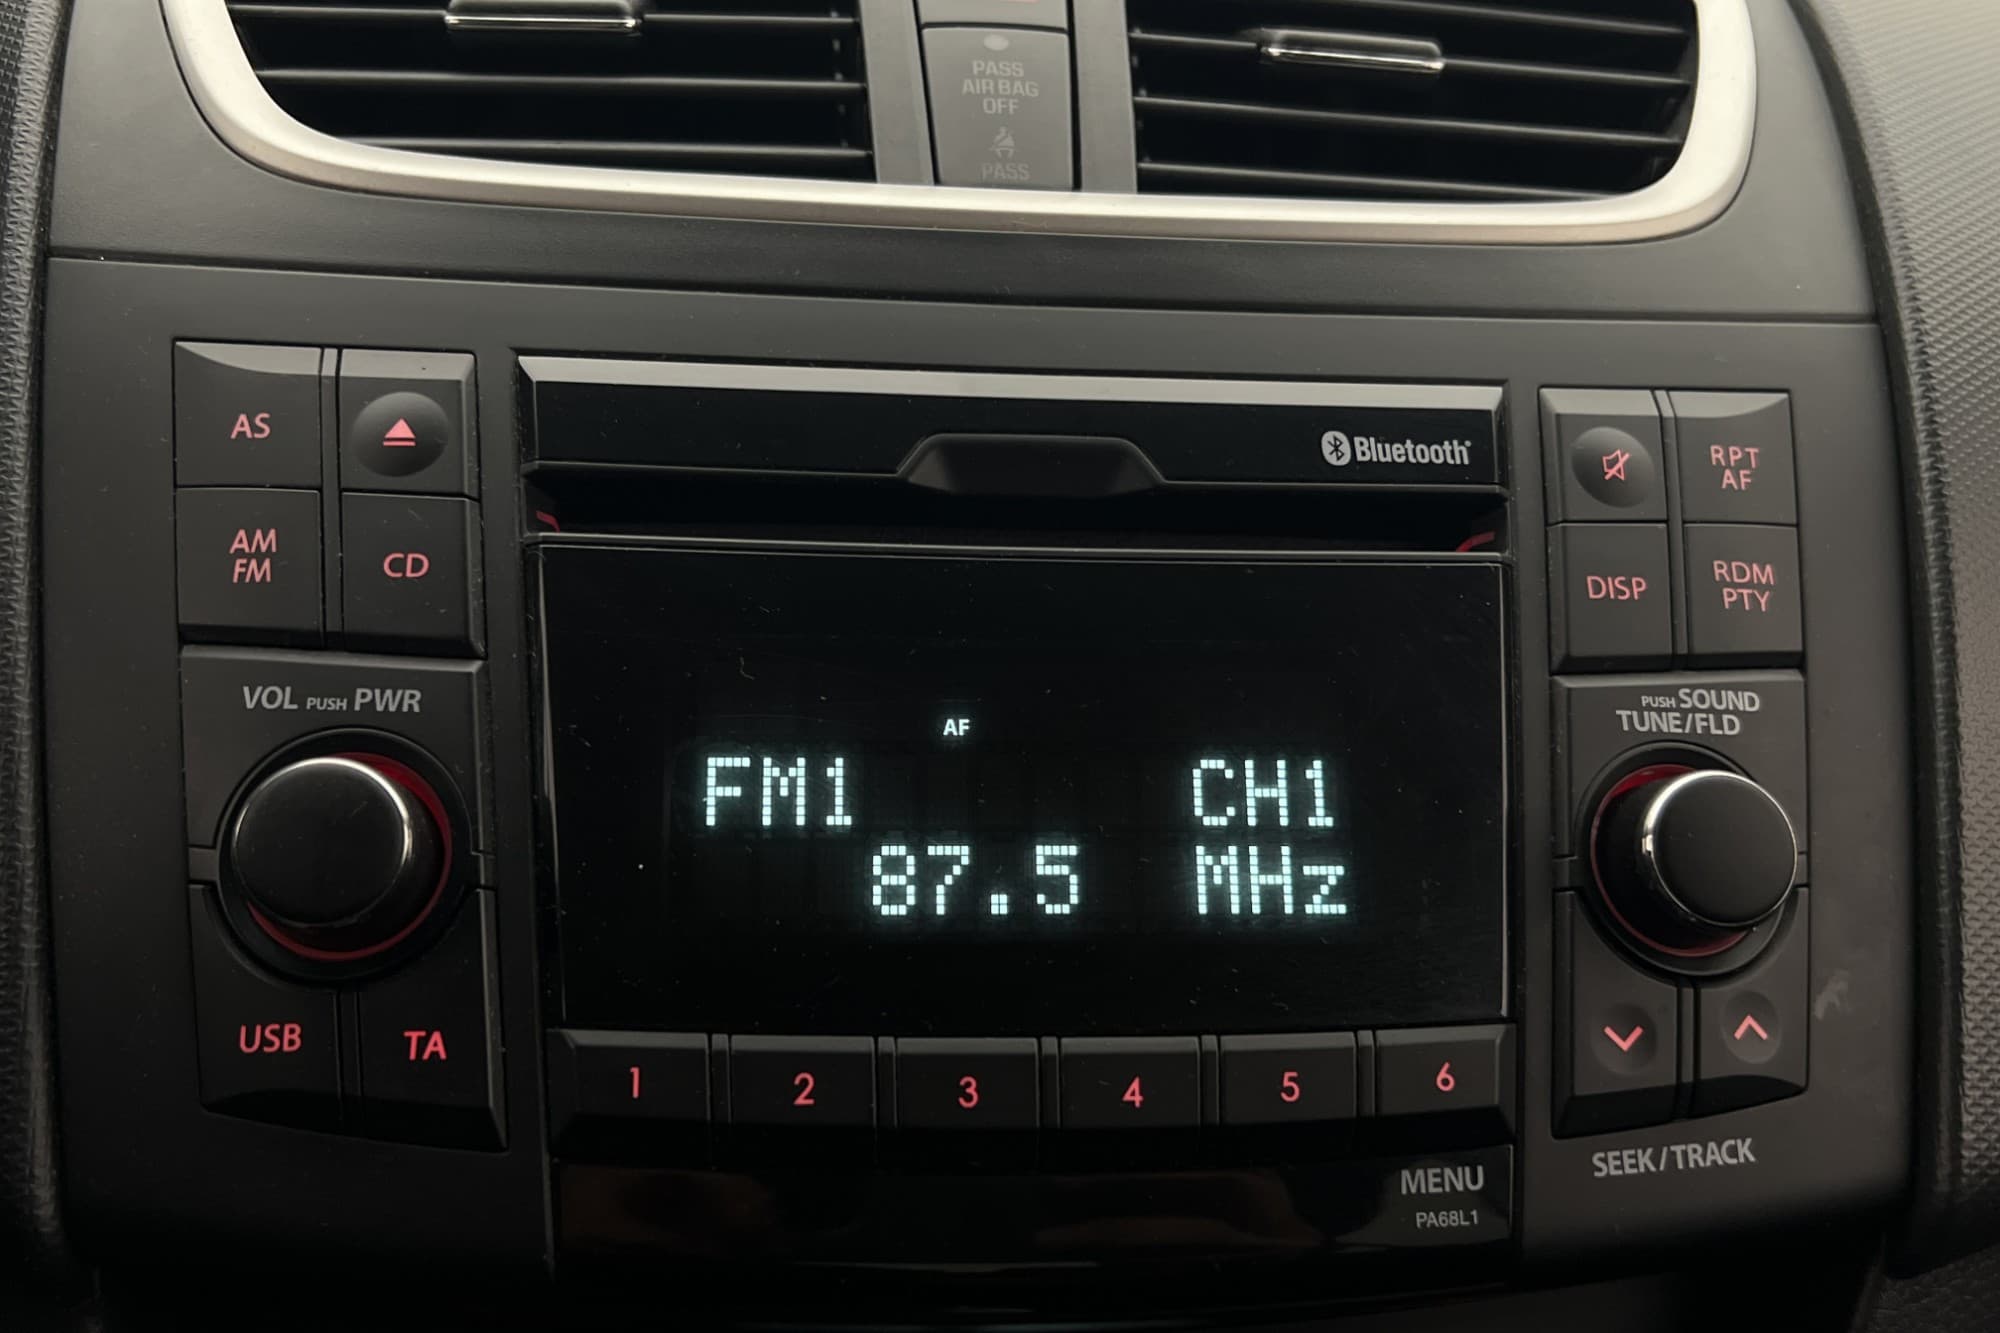 PASS
AIR BAG
OFF
PASS
AS
AM
FM
CD
Bluetooth
RPT
AF
DISP
RDM
PTY
VOL PUSH PWR
PUSH SOUND
TUNE/FLD
AF
FM1 CH1
87.5 MHz
USB
TA
1 2 3 4 5 6
SEEK/TRACK
MENU
PA68L1